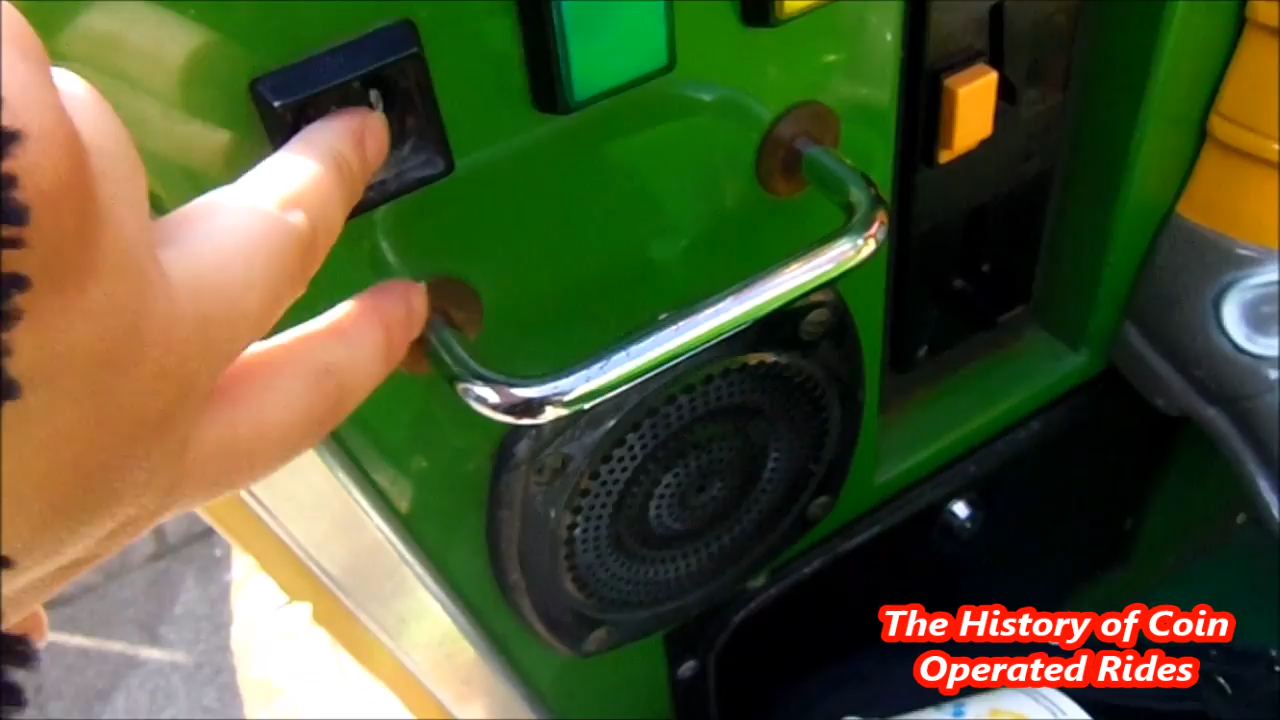 The History of Coin
Operated Rides